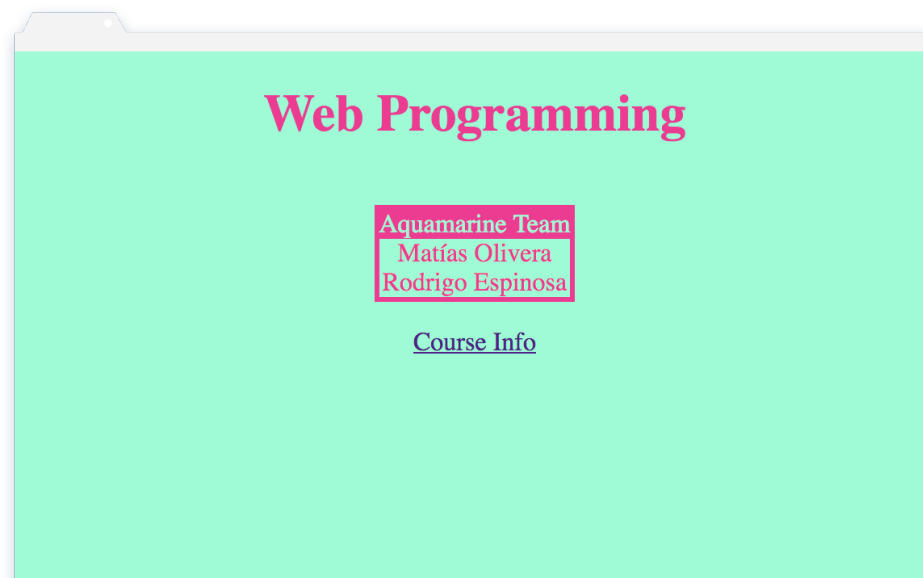 Web Programming
Aquamarine Team
Matías Olivera
Rodrigo Espinosa
Course Info